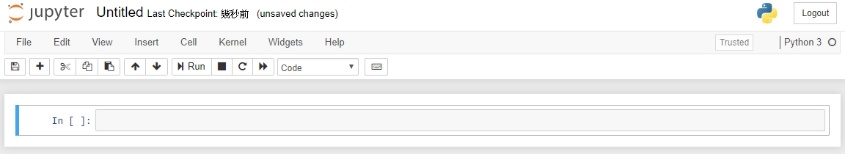 jupyter Untitled Last Checkpoint: 幾秒前 (unsaved changes) Logout
File Edit View Insert Cell Kernel Widgets Help Trusted Python 3
Run Code
In [ ]: